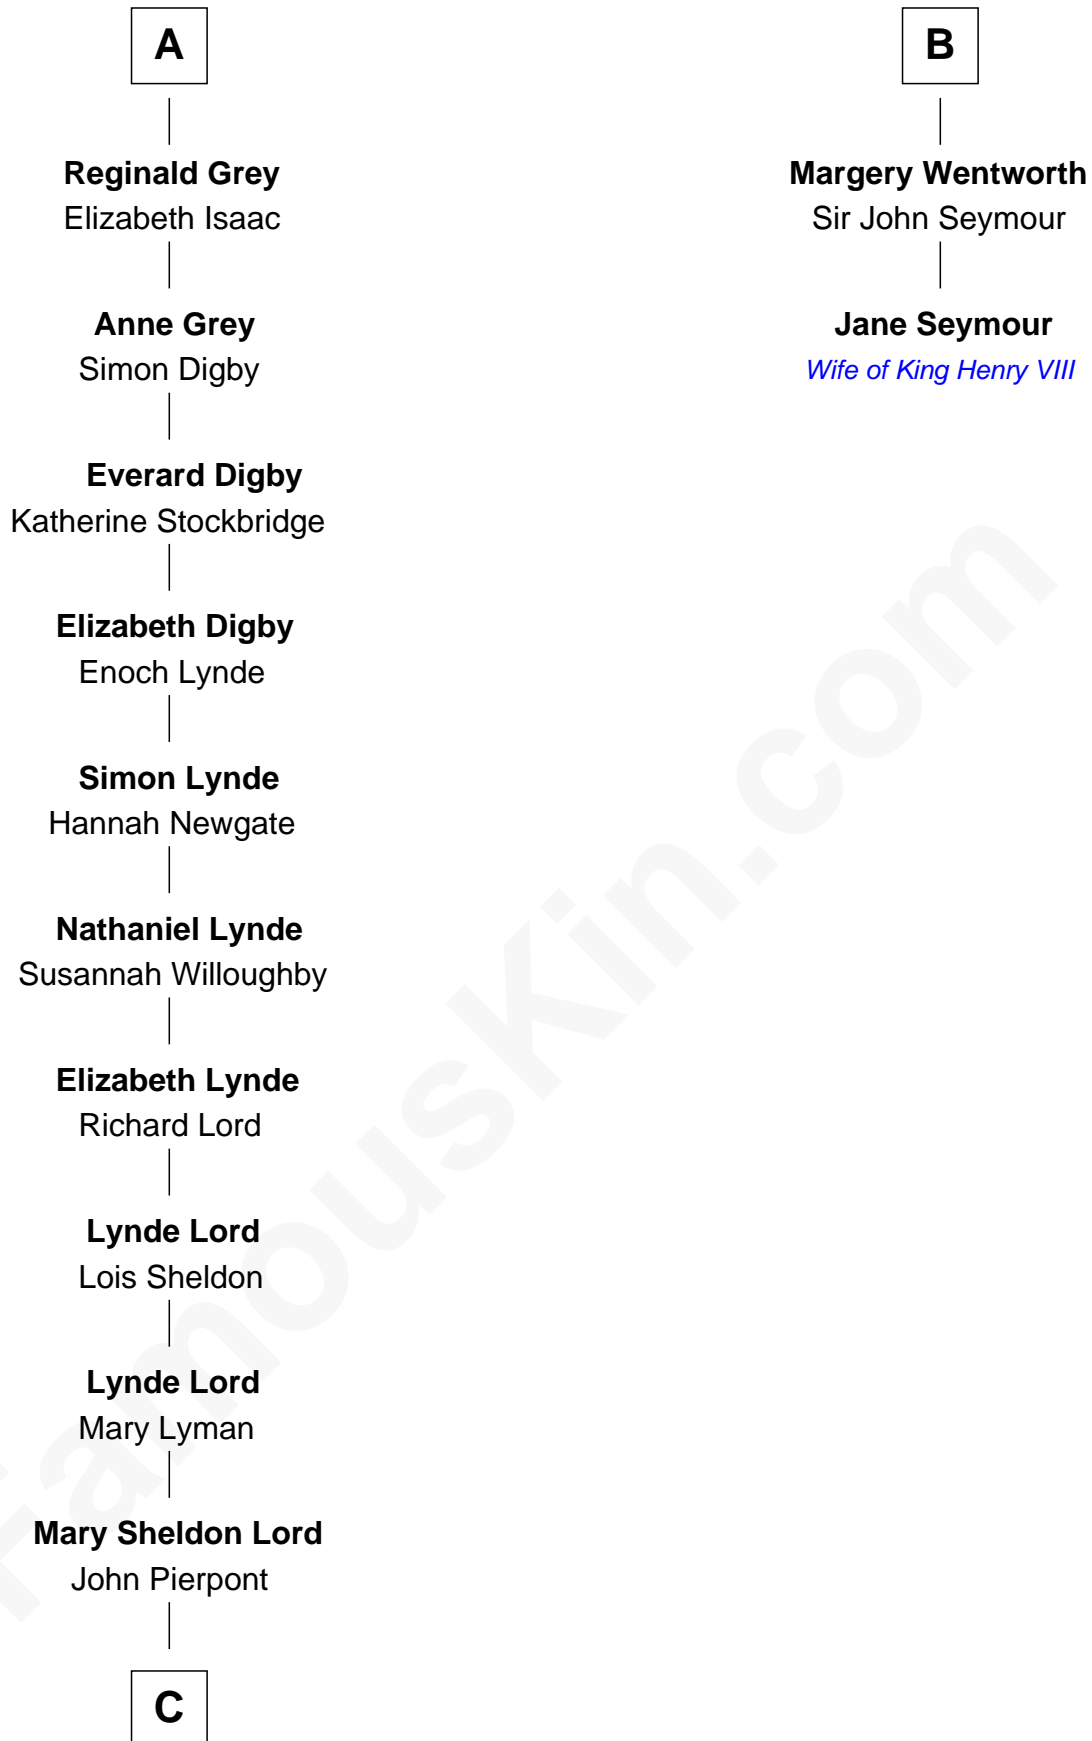 A
Reginald Grey
Elizabeth Isaac
Anne Grey
Simon Digby
Everard Digby
Katherine Stockbridge
Elizabeth Digby
Enoch Lynde
Simon Lynde
Hannah Newgate
Nathaniel Lynde
Susannah Willoughby
Elizabeth Lynde
Richard Lord
Lynde Lord
Lois Sheldon
Lynde Lord
Mary Lyman
Mary Sheldon Lord
John Pierpont
C
B
Margery Wentworth
Sir John Seymour
Jane Seymour
Wife of King Henry VIII
FamousKin.com